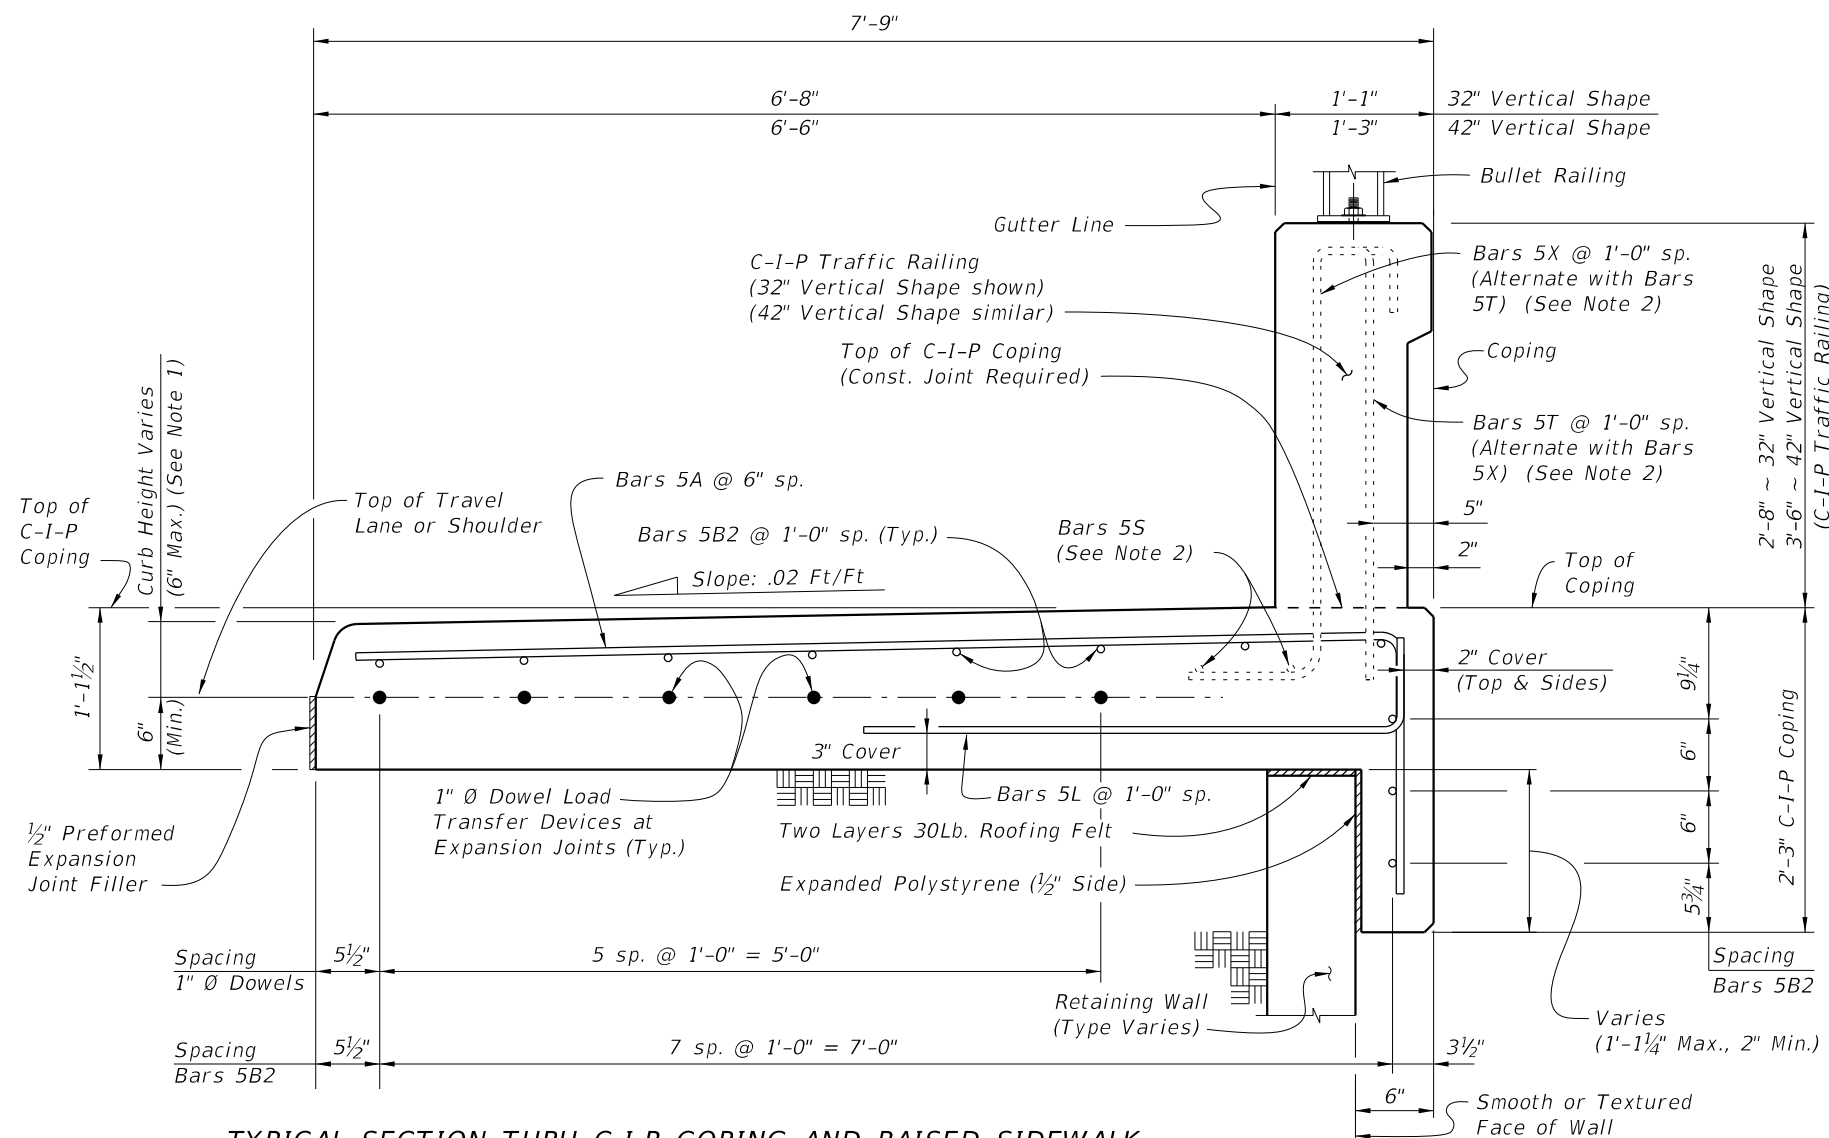 7'-9"
6'-8"
1'-1"
32" Vertical Shape
6'-6"
1'-3"
42" Vertical Shape
Bullet Railing
Gutter Line
C-I-P Traffic Railing
(32" Vertical Shape shown)
(42" Vertical Shape similar)
Bars 5X @ 1'-0" sp.
(Alternate with Bars
5T) (See Note 2)
Top of C-I-P Coping
(Const. Joint Required)
Coping
Bars 5T @ 1'-0" sp.
(Alternate with Bars
5X) (See Note 2)
2'-8" ~ 32" Vertical Shape
3'-6" ~ 42" Vertical Shape
(C-I-P Traffic Railing)
Curb Height Varies
(6" Max.) (See Note 1)
Top of
C-I-P
Coping
Top of Travel
Lane or Shoulder
Bars 5A @ 6" sp.
Bars 5B2 @ 1'-0" sp. (Typ.)
Bars 5S
(See Note 2)
5"
2"
Top of
Coping
Slope: .02 Ft/Ft
2" Cover
(Top & Sides)
1'-1½"
6"
(Min.)
9¼"
6"
6"
5¾"
2'-3" C-I-P Coping
3" Cover
1" Ø Dowel Load
Transfer Devices at
Expansion Joints (Typ.)
Bars 5L @ 1'-0" sp.
Two Layers 30Lb. Roofing Felt
Expanded Polystyrene (½" Side)
½" Preformed
Expansion
Joint Filler
Spacing
1" Ø Dowels
5½"
5 sp. @ 1'-0" = 5'-0"
Spacing
Bars 5B2
Retaining Wall
(Type Varies)
Varies
(1'-1¼" Max., 2" Min.)
Spacing
Bars 5B2
5½"
7 sp. @ 1'-0" = 7'-0"
3½"
6"
Smooth or Textured
Face of Wall
TYPICAL SECTION THRU C-I-P COPING AND RAISED SIDEWALK